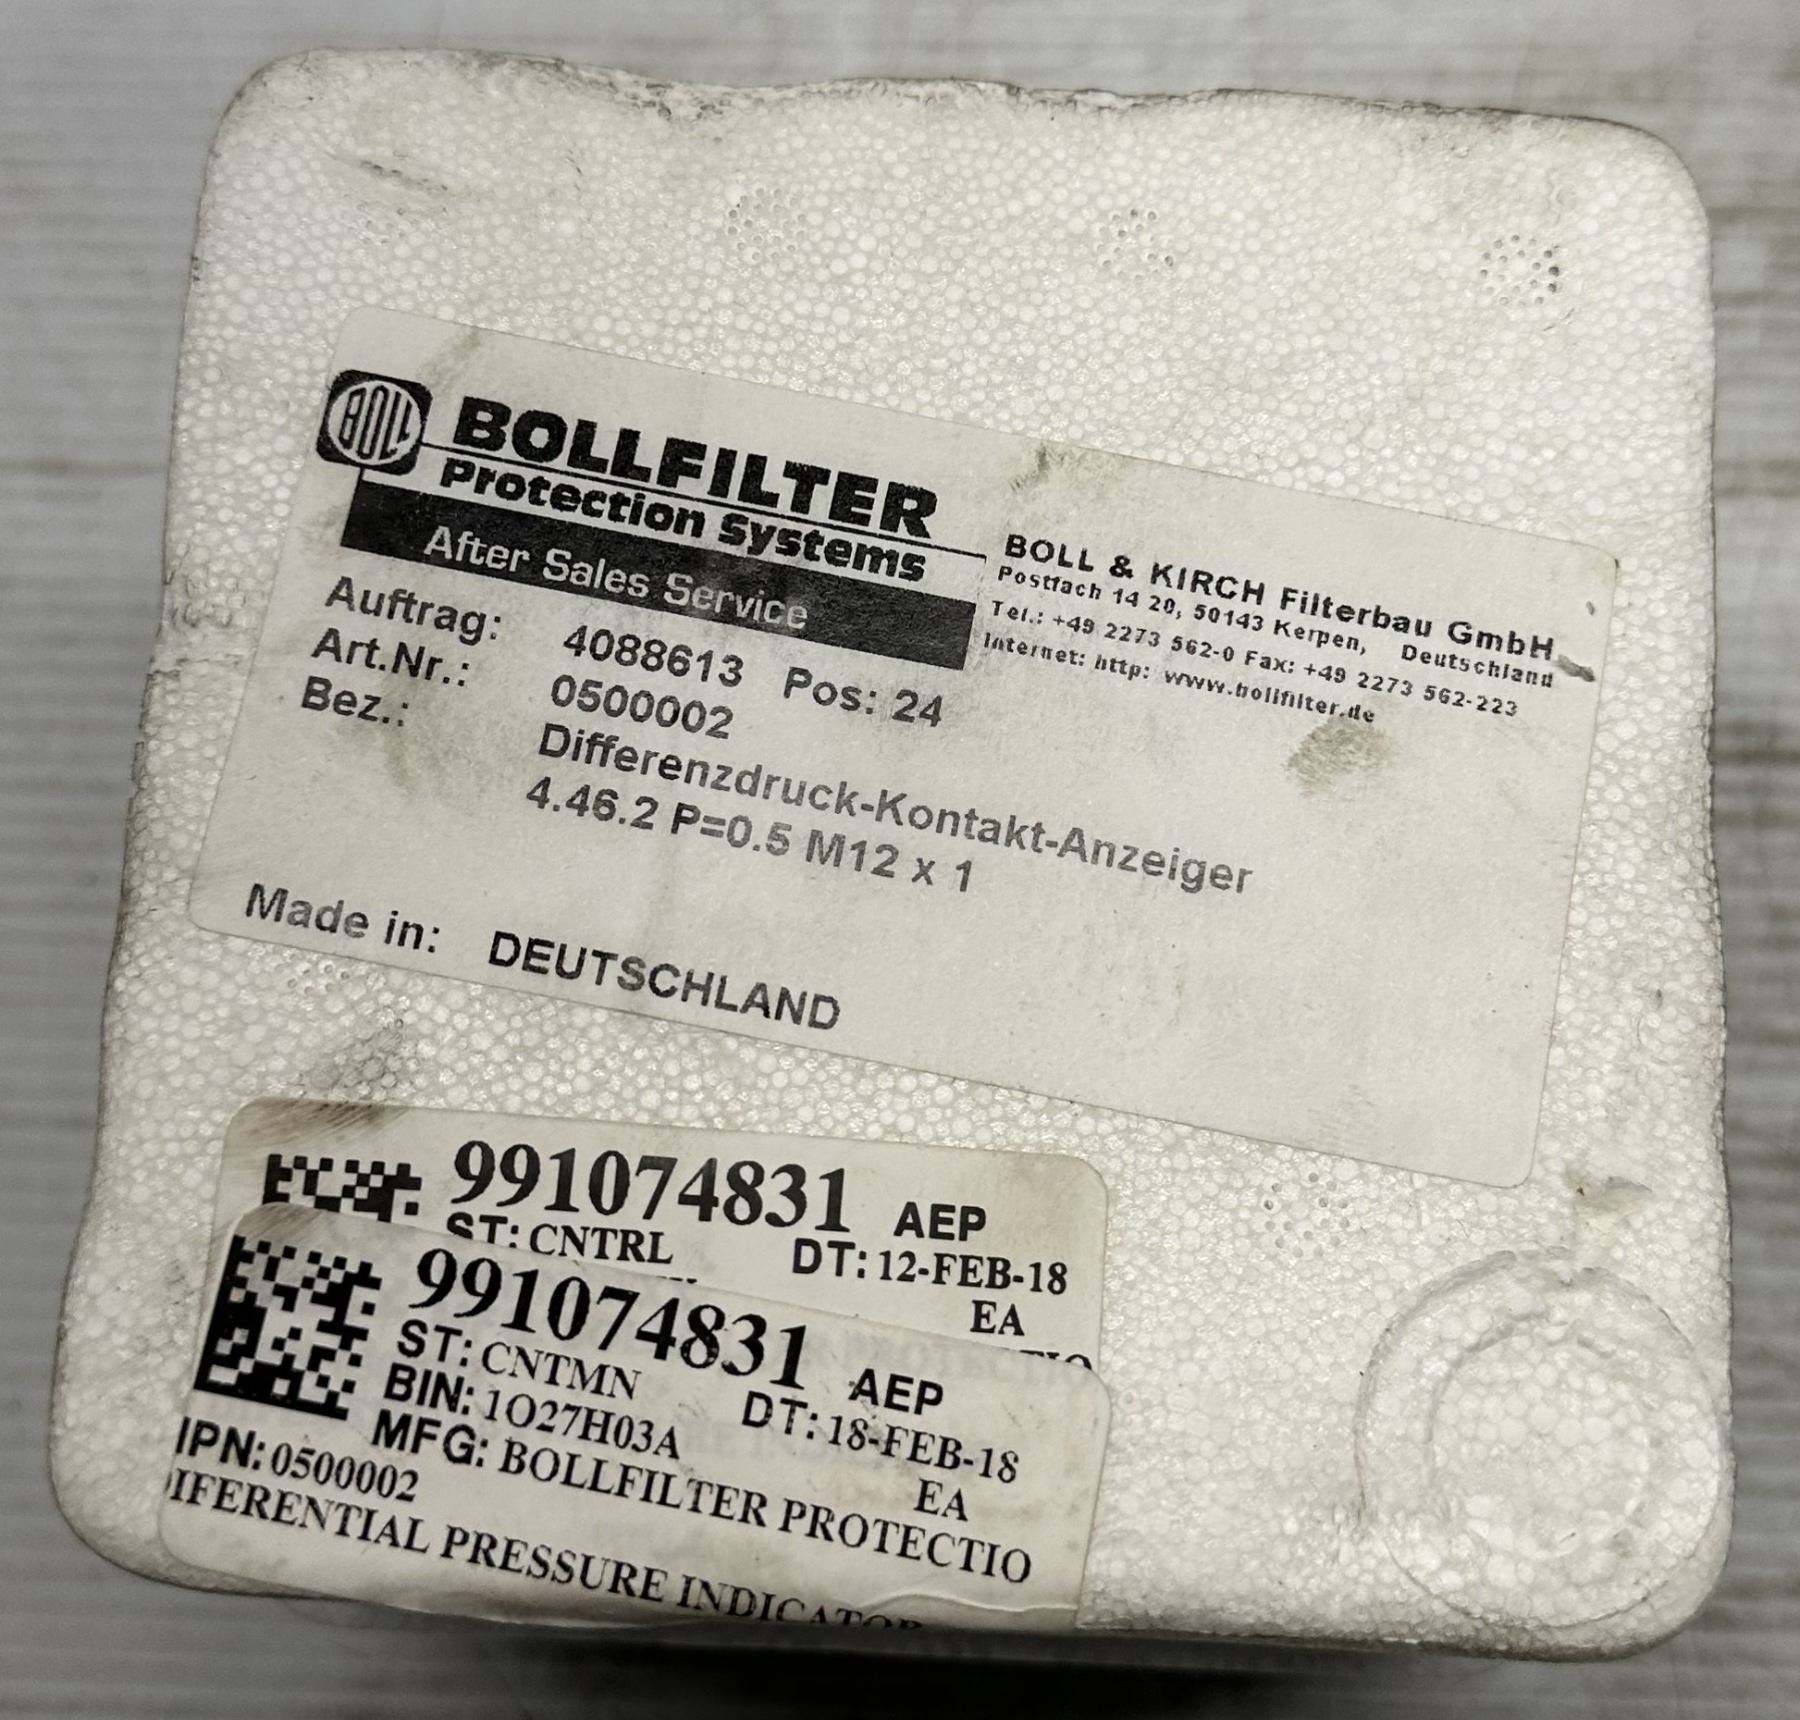 BOLL
BOLLFILTER
Protection Systems
After Sales Service
BOLL & KIRCH Filterbau GmbH
Postfach 14 20, 50143 Kerpen, Deutschland
Tel.: +49 2273 562-0 Fax: +49 2273 562-223
Internet: http: www.bollfilter.de
Auftrag: 4088613 Pos: 24
Art.Nr.: 0500002
Bez.: Differenzdruck-Kontakt-Anzeiger
4.46.2 P=0.5 M12 x 1
Made in: DEUTSCHLAND
991074831 AEP
ST: CNTRL DT: 12-FEB-18
EA
991074831 AEP
ST: CNTMN DT: 18-FEB-18
BIN: 1O27H03A EA
MFG: BOLLFILTER PROTECTIO
IPN: 0500002
DIFERENTIAL PRESSURE INDICATOR